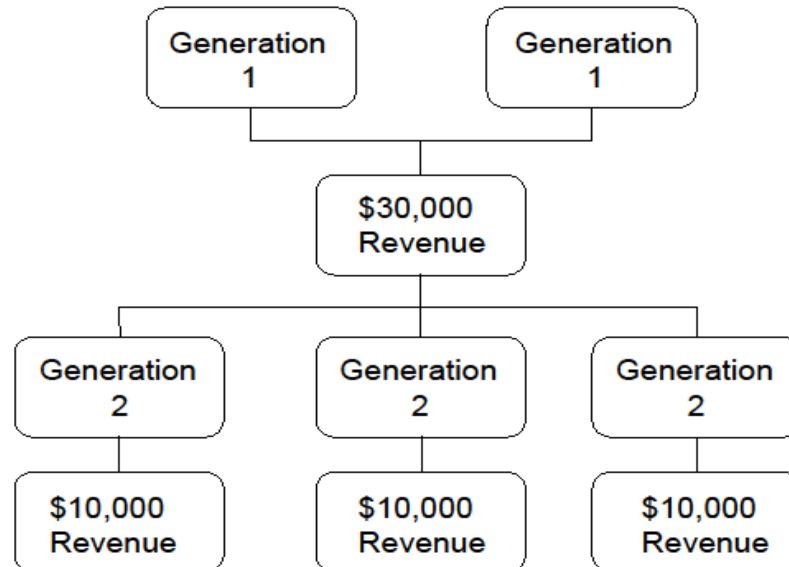 Generation
1
Generation
1
$30,000
Revenue
Generation
2
Generation
2
Generation
2
$10,000
Revenue
$10,000
Revenue
$10,000
Revenue